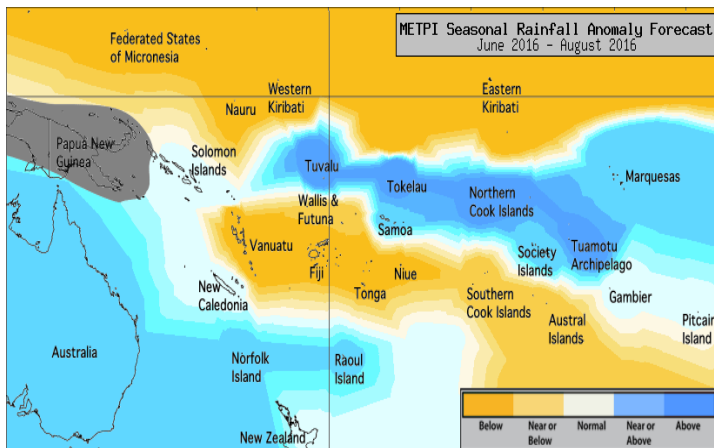 METPI Seasonal Rainfall Anomaly Forecast
June 2016 - August 2016
Federated States
of Micronesia
Western
Kiribati
Eastern
Kiribati
Nauru
Papua New
Guinea
Solomon
Islands
Tuvalu
Tokelau
Northern
Cook Islands
Marquesas
Wallis &
Futuna
Samoa
Vanuatu
Fiji
Niue
Society
Islands
Tuamotu
Archipelago
New
Caledonia
Tonga
Southern
Cook Islands
Gambier
Austral
Islands
Pitcairn
Island
Australia
Norfolk
Island
Raoul
Island
New Zealand
Below
Near or
Below
Normal
Near or
Above
Above